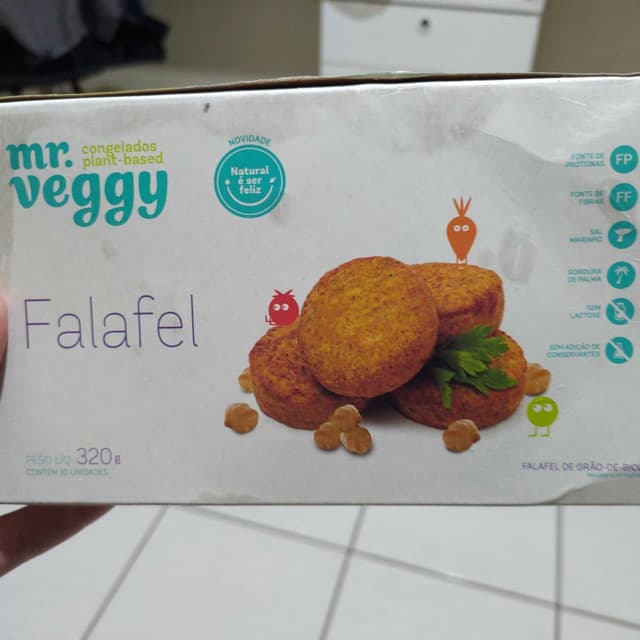 mr.
veggy
congelados
plant-based
NOVIDADE
Natural
é ser
feliz
Falafel
PESO LÍQ. 320g
CONTÉM 10 UNIDADES
FONTE DE
PROTEÍNAS
FP
FONTE DE
FIBRAS
FF
SAL
MARINHO
GORDURA
DE PALMA
SEM
LACTOSE
SEM ADIÇÃO DE
CONSERVANTES
FALAFEL DE GRÃO-DE-BICO